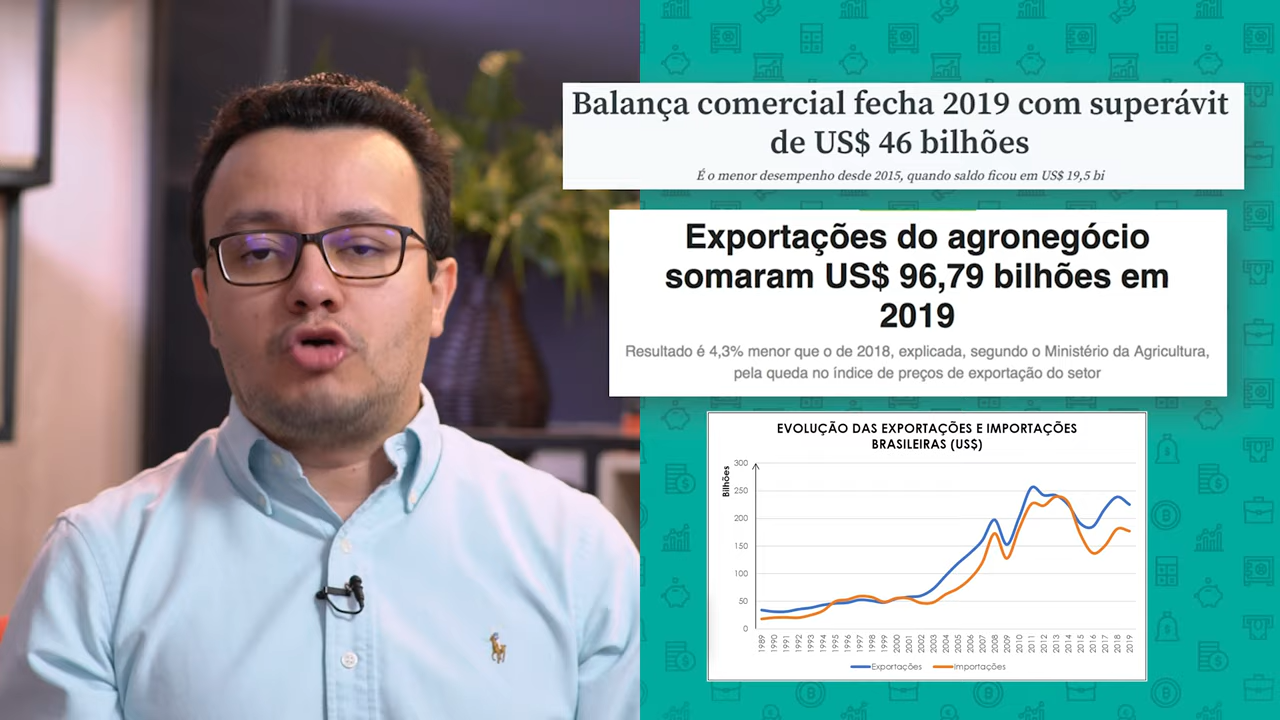 Balança comercial fecha 2019 com superávit
de US$ 46 bilhões
É o menor desempenho desde 2015, quando saldo ficou em US$ 19,5 bi
Exportações do agronegócio
somaram US$ 96,79 bilhões em
2019
Resultado é 4,3% menor que o de 2018, explicada, segundo o Ministério da Agricultura,
pela queda no índice de preços de exportação do setor
EVOLUÇÃO DAS EXPORTAÇÕES E IMPORTAÇÕES
BRASILEIRAS (US$)
Bilhões
300
250
200
150
100
50
0
1989 1990 1991 1992 1993 1994 1995 1996 1997 1998 1999 2000 2001 2002 2003 2004 2005 2006 2007 2008 2009 2010 2011 2012 2013 2014 2015 2016 2017 2018 2019
Exportações Importações